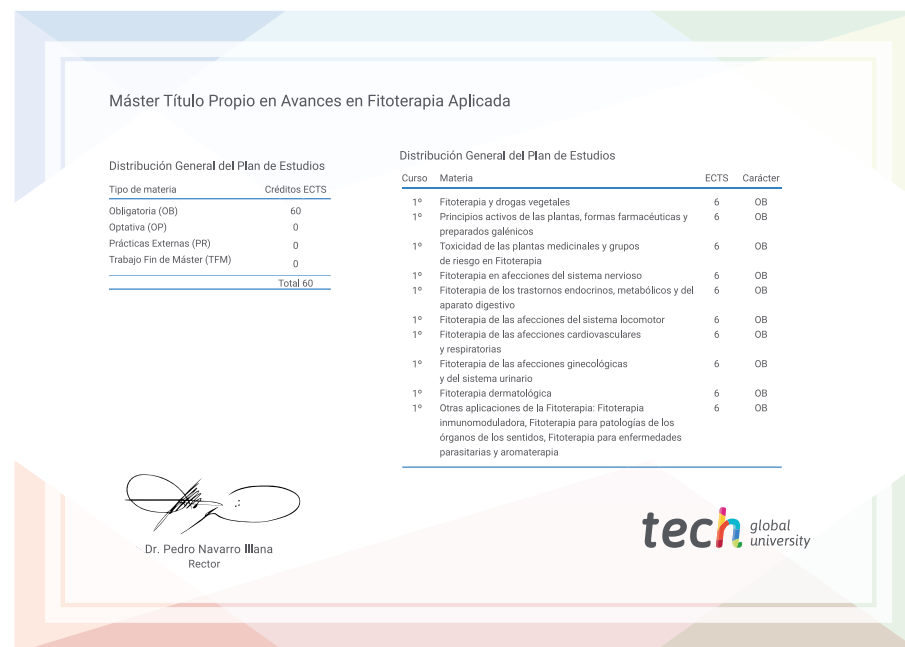 Máster Título Propio en Avances en Fitoterapia Aplicada
Distribución General del Plan de Estudios
Tipo de materia Créditos ECTS
Obligatoria (OB) 60
Optativa (OP) 0
Prácticas Externas (PR) 0
Trabajo Fin de Máster (TFM) 0
Total 60
Distribución General del Plan de Estudios
Curso Materia ECTS Carácter
1º Fitoterapia y drogas vegetales 6 OB
1º Principios activos de las plantas, formas farmacéuticas y 6 OB
preparados galénicos
1º Toxicidad de las plantas medicinales y grupos 6 OB
de riesgo en Fitoterapia
1º Fitoterapia en afecciones del sistema nervioso 6 OB
1º Fitoterapia de los trastornos endocrinos, metabólicos y del 6 OB
aparato digestivo
1º Fitoterapia de las afecciones del sistema locomotor 6 OB
1º Fitoterapia de las afecciones cardiovasculares 6 OB
y respiratorias
1º Fitoterapia de las afecciones ginecológicas 6 OB
y del sistema urinario
1º Fitoterapia dermatológica 6 OB
1º Otras aplicaciones de la Fitoterapia: Fitoterapia 6 OB
inmunomoduladora, Fitoterapia para patologías de los
órganos de los sentidos, Fitoterapia para enfermedades
parasitarias y aromaterapia
Dr. Pedro Navarro Illana
Rector
tech global
university